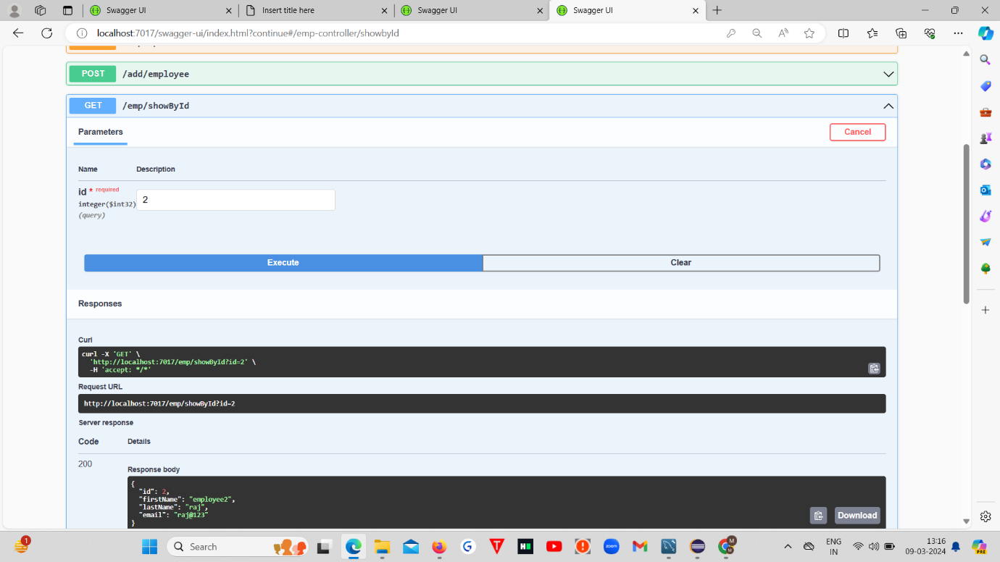 Swagger UI
Insert title here
Swagger UI
Swagger UI
localhost:7017/swagger-ui/index.html?continue#/emp-controller/showbyId
POST /add/employee
GET /emp/showById
Parameters
Cancel
Name Description
id * required
integer($int32)
(query)
2
Execute
Clear
Responses
Curl
curl -X 'GET' \
'http://localhost:7017/emp/showById?id=2' \
-H 'accept: */*'
Request URL
http://localhost:7017/emp/showById?id=2
Server response
Code Details
200
Response body
{
"id": 2,
"firstName": "employee2",
"lastName": "raj",
"email": "raj@123"
}
Download
1
Search
zoom
M
M
ENG
IN
13:16
09-03-2024
PRE